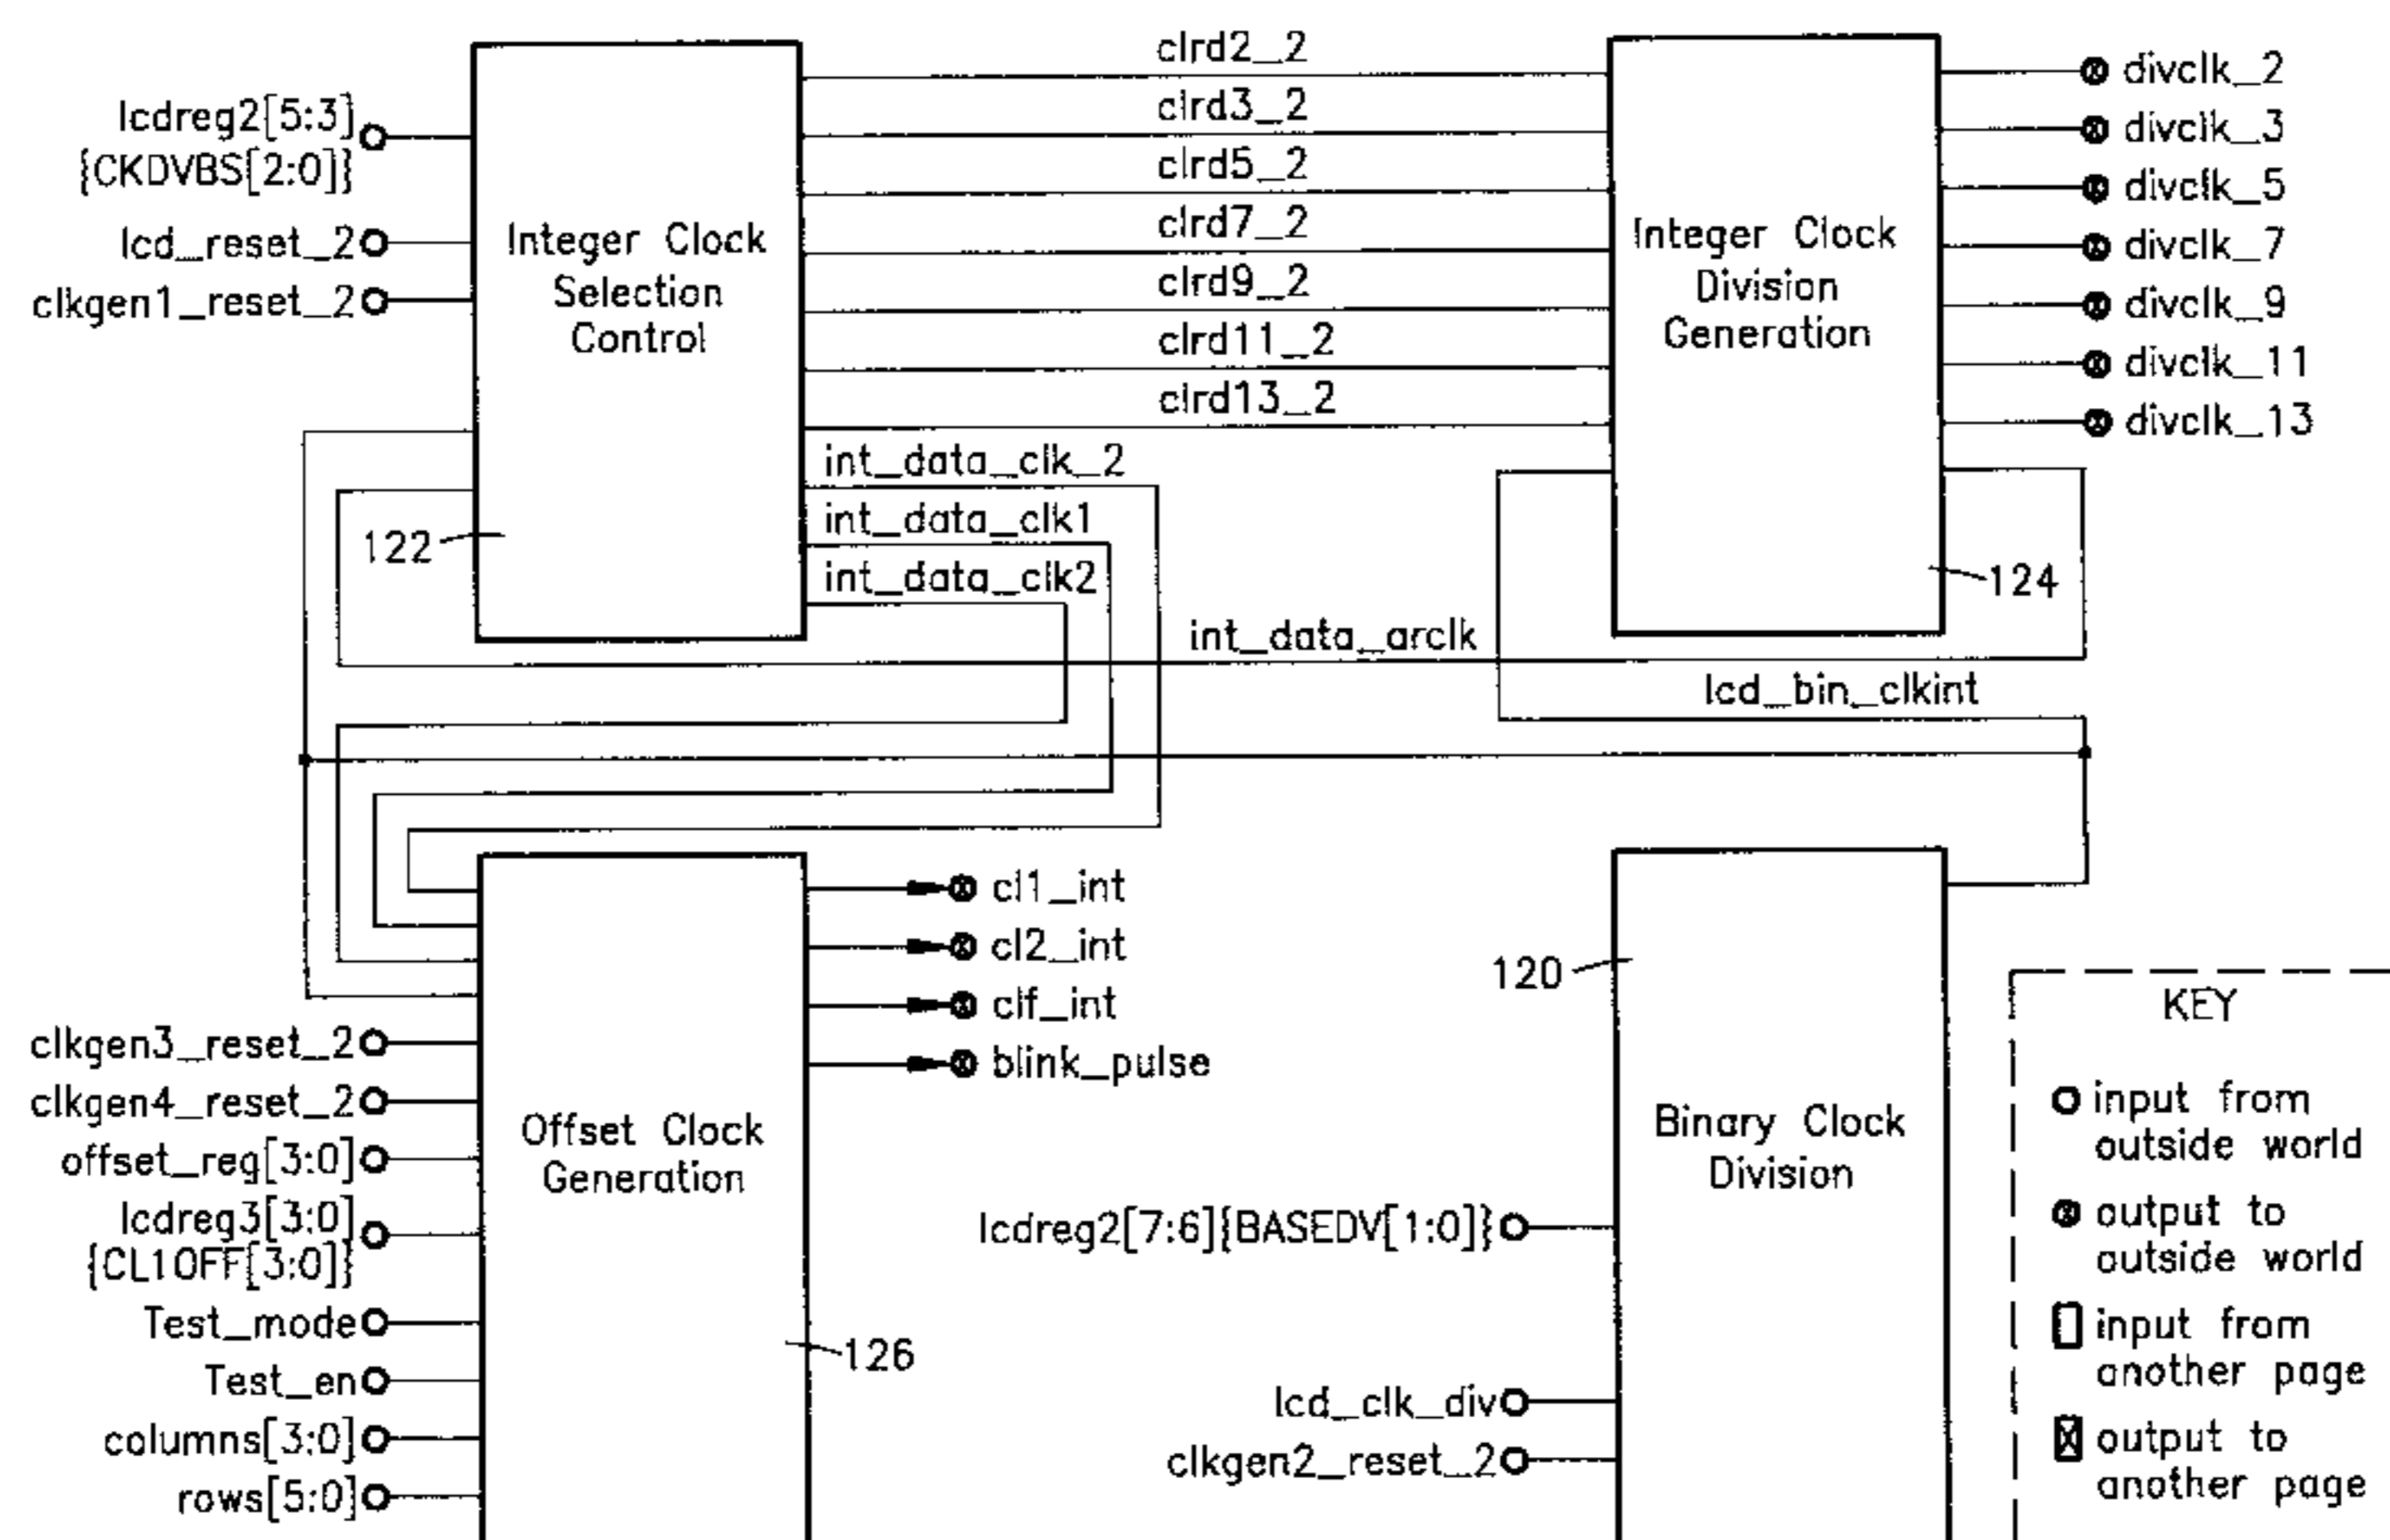 lcdreg2[5:3]
{CKDVBS[2:0]}
lcd_reset_2
clkgen1_reset_2
Integer Clock
Selection
Control
122
clrd2_2
clrd3_2
clrd5_2
clrd7_2
clrd9_2
clrd11_2
clrd13_2
int_data_clk_2
int_data_clk1
int_data_clk2
Integer Clock
Division
Generation
124
divclk_2
divclk_3
divclk_5
divclk_7
divclk_9
divclk_11
divclk_13
int_data_arclk
lcd_bin_clkint
clkgen3_reset_2
clkgen4_reset_2
offset_reg[3:0]
lcdreg3[3:0]
{CL1OFF[3:0]}
Test_mode
Test_en
columns[3:0]
rows[5:0]
Offset Clock
Generation
126
cl1_int
cl2_int
clf_int
blink_pulse
120
Binary Clock
Division
lcdreg2[7:6]{BASEDV[1:0]}
lcd_clk_div
clkgen2_reset_2
KEY
input from
outside world
output to
outside world
input from
another page
output to
another page